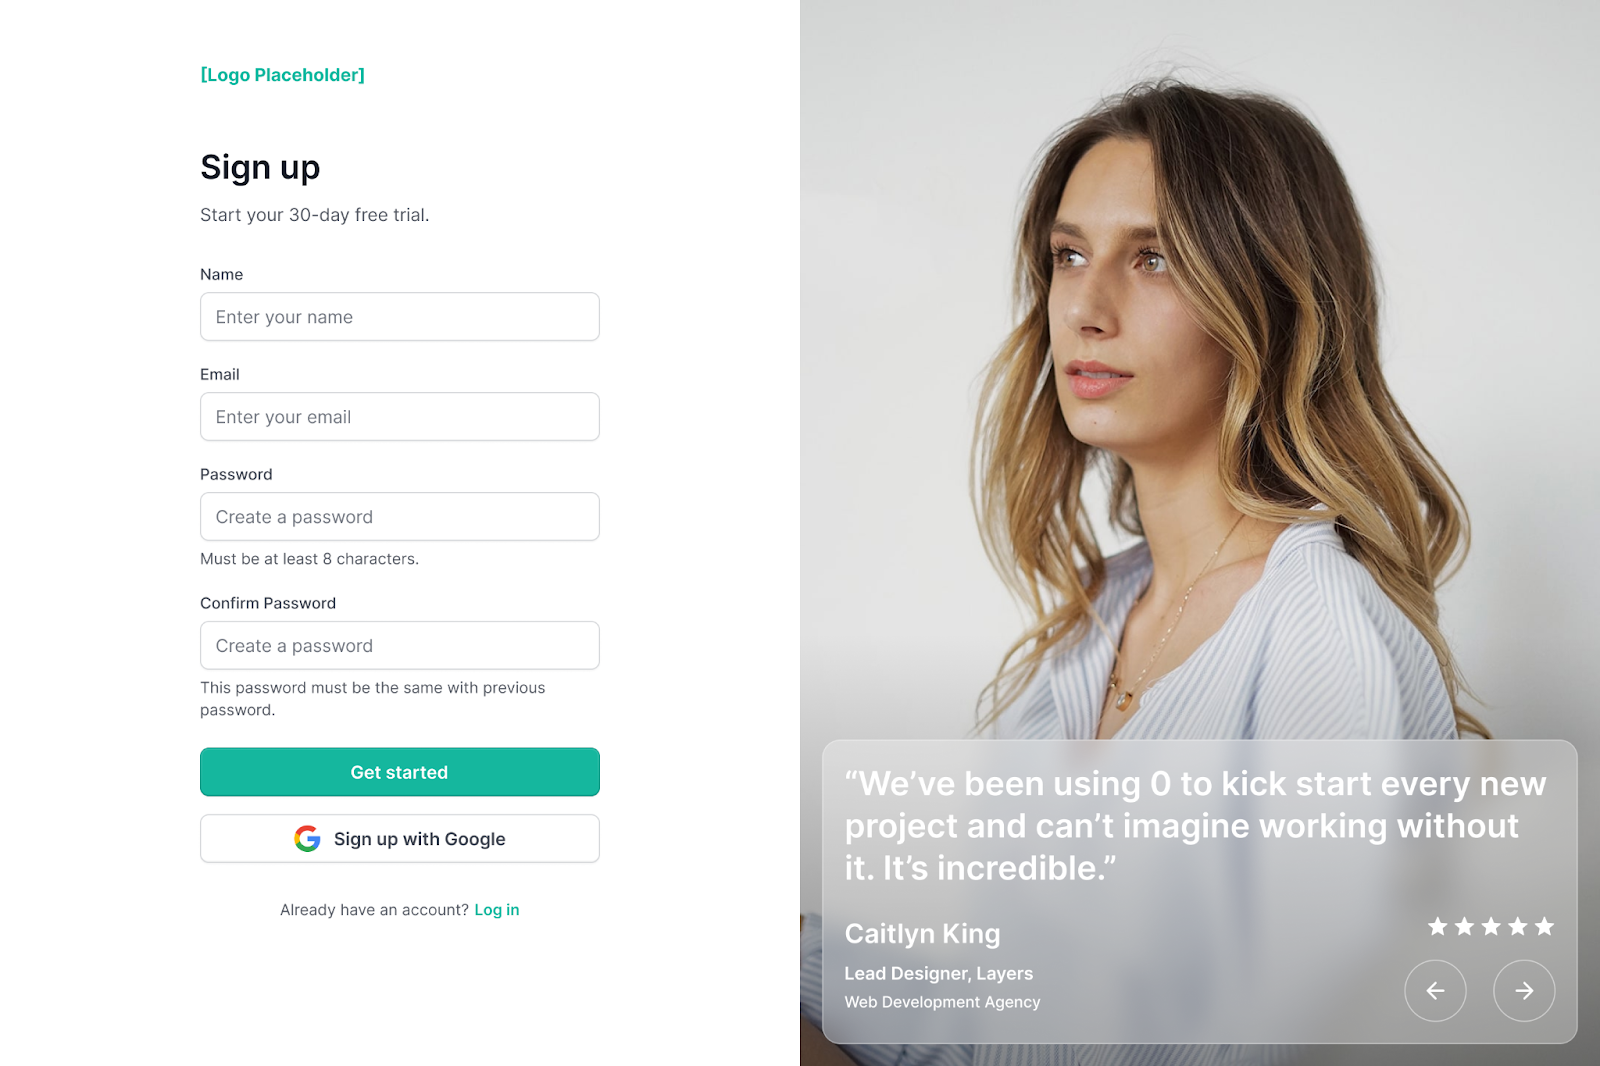 [Logo Placeholder]
Sign up
Start your 30-day free trial.
Name
Enter your name
Email
Enter your email
Password
Create a password
Must be at least 8 characters.
Confirm Password
Create a password
This password must be the same with previous
password.
Get started
Sign up with Google
Already have an account? Log in
“We’ve been using 0 to kick start every new
project and can’t imagine working without
it. It’s incredible.”
Caitlyn King
Lead Designer, Layers
Web Development Agency